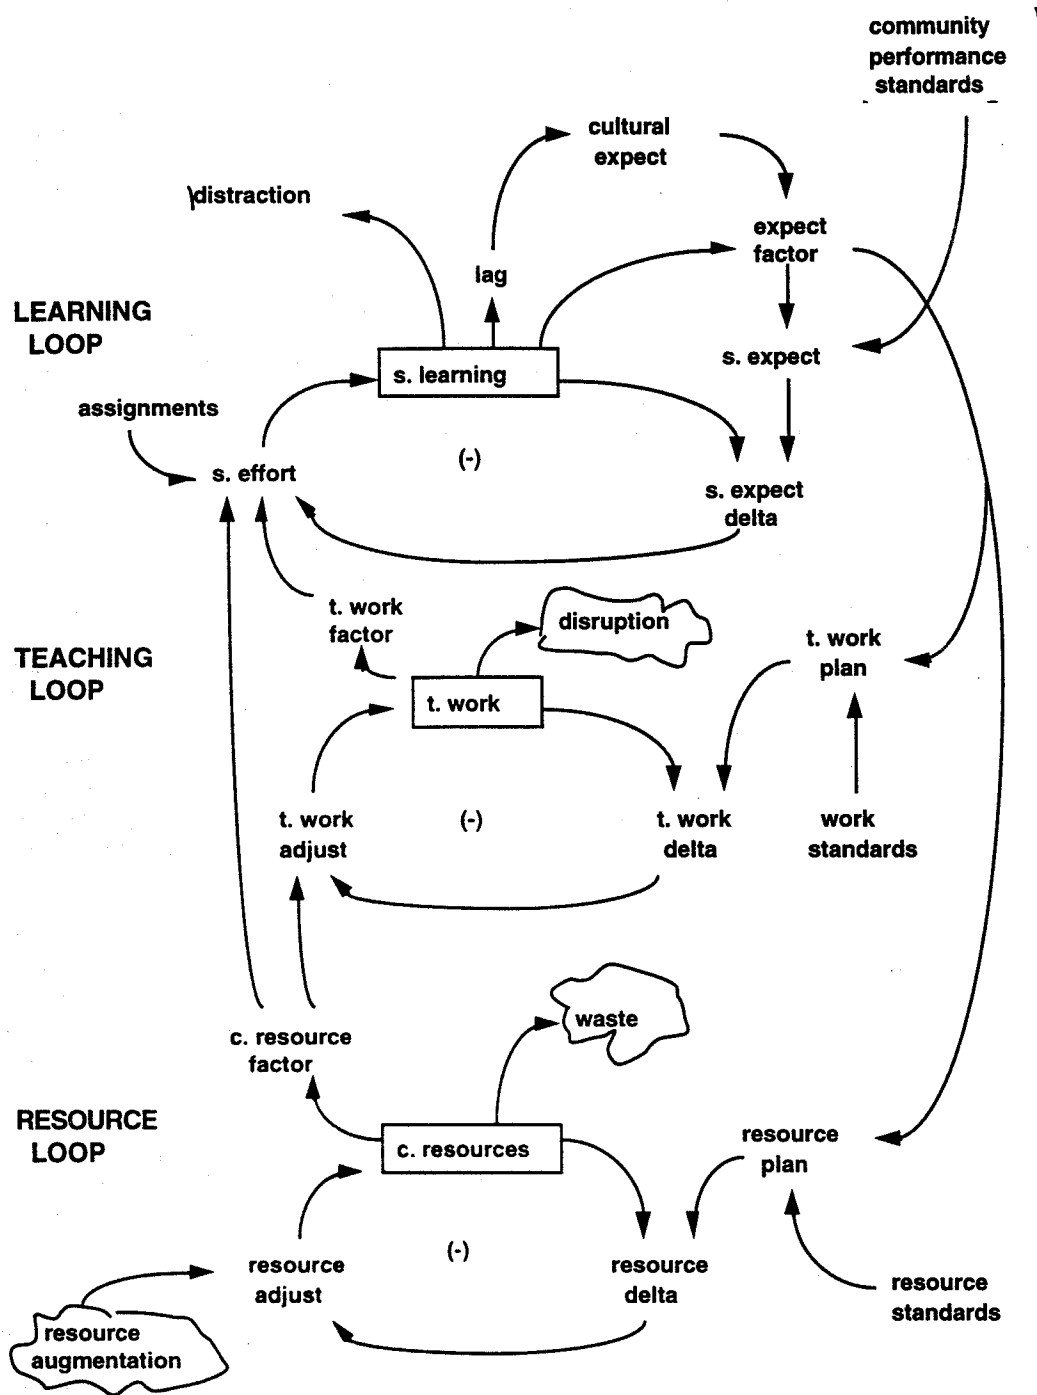 community
performance
standards
cultural
expect
distraction
expect
factor
lag
LEARNING
LOOP
s. expect
s. learning
assignments
(-)
s. effort
s. expect
delta
t. work
factor
disruption
t. work
plan
TEACHING
LOOP
t. work
t. work
adjust
(-)
t. work
delta
work
standards
waste
c. resource
factor
RESOURCE
LOOP
c. resources
resource
plan
(-)
resource
adjust
resource
delta
resource
standards
resource
augmentation